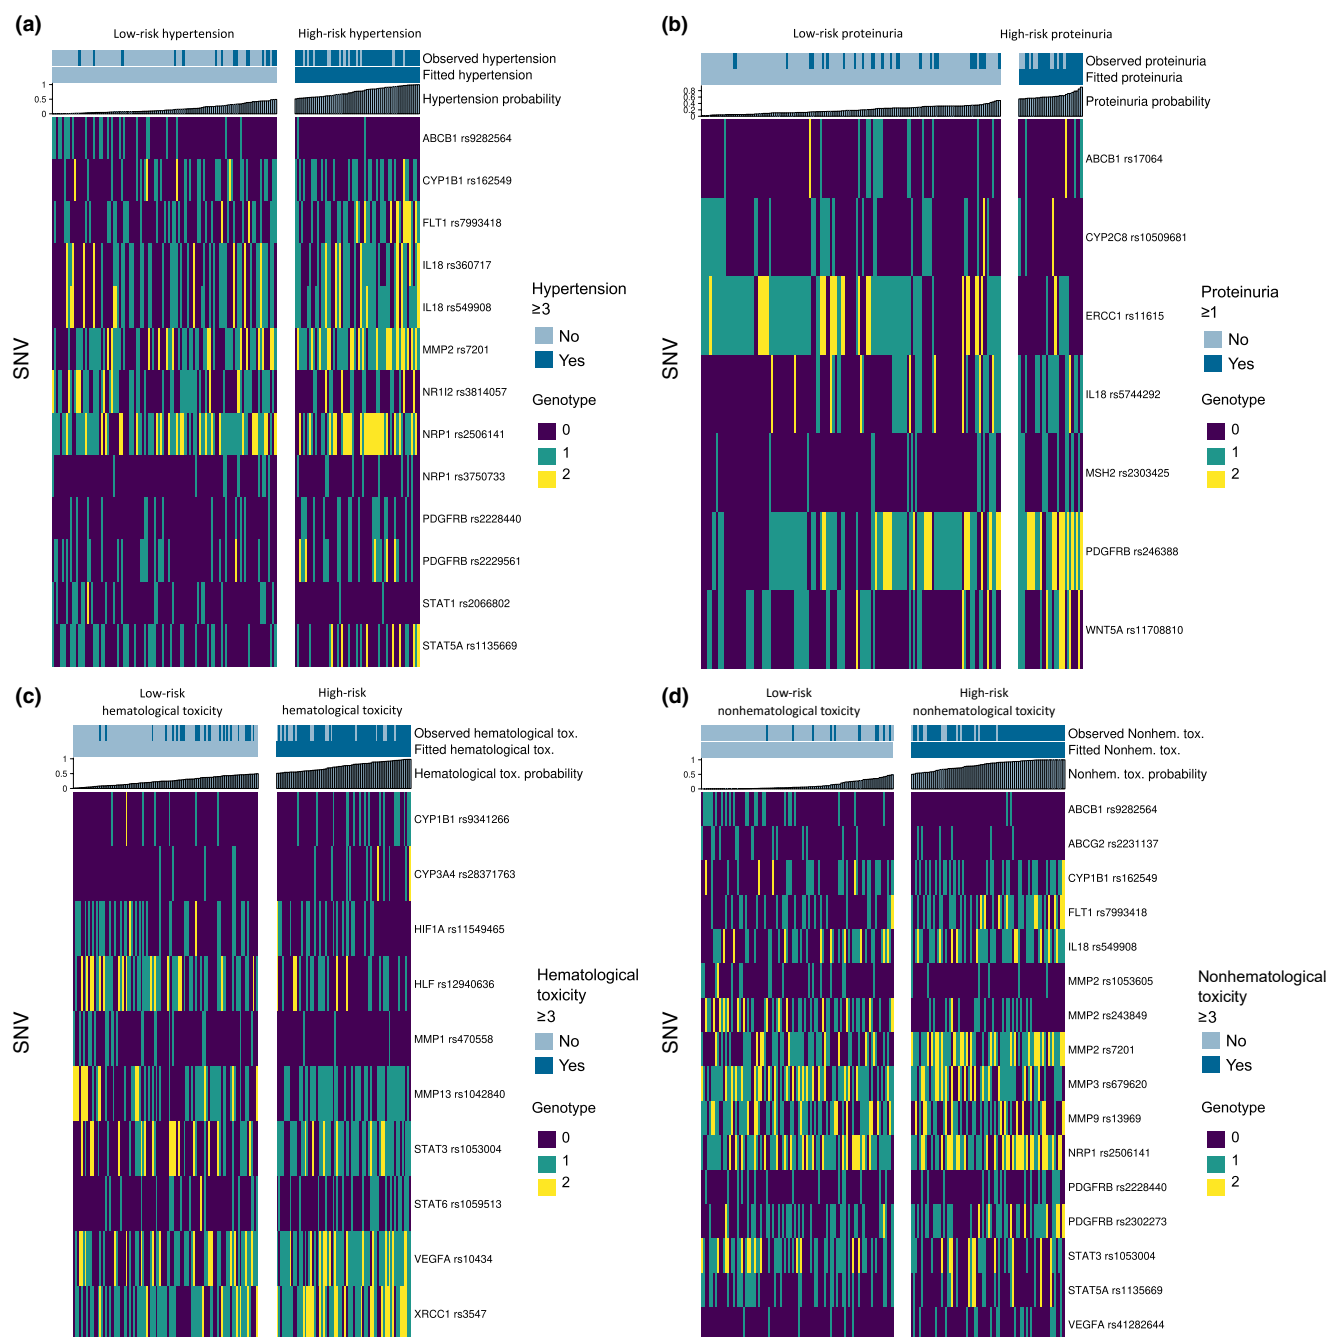 (a)
Low-risk hypertension
High-risk hypertension
Observed hypertension
Fitted hypertension
1
0.5
0
Hypertension probability
ABCB1 rs9282564
CYP1B1 rs162549
FLT1 rs7993418
IL18 rs360717
IL18 rs549908
MMP2 rs7201
NR1I2 rs3814057
NRP1 rs2506141
NRP1 rs3750733
PDGFRB rs2228440
PDGFRB rs2229561
STAT1 rs2066802
STAT5A rs1135669
SNV
Hypertension
≥3
No
Yes
Genotype
0
1
2
(b)
Low-risk proteinuria
High-risk proteinuria
Observed proteinuria
Fitted proteinuria
0.8
0.6
0.4
0.2
0
Proteinuria probability
ABCB1 rs17064
CYP2C8 rs10509681
ERCC1 rs11615
IL18 rs5744292
MSH2 rs2303425
PDGFRB rs246388
WNT5A rs11708810
SNV
Proteinuria
≥1
No
Yes
Genotype
0
1
2
(c)
Low-risk
hematological toxicity
High-risk
hematological toxicity
Observed hematological tox.
Fitted hematological tox.
1
0.5
0
Hematological tox. probability
CYP1B1 rs9341266
CYP3A4 rs28371763
HIF1A rs11549465
HLF rs12940636
MMP1 rs470558
MMP13 rs1042840
STAT3 rs1053004
STAT6 rs1059513
VEGFA rs10434
XRCC1 rs3547
SNV
Hematological
toxicity
≥3
No
Yes
Genotype
0
1
2
(d)
Low-risk
nonhematological toxicity
High-risk
nonhematological toxicity
Observed Nonhem. tox.
Fitted Nonhem. tox.
1
0.5
0
Nonhem. tox. probability
ABCB1 rs9282564
ABCG2 rs2231137
CYP1B1 rs162549
FLT1 rs7993418
IL18 rs549908
MMP2 rs1053605
MMP2 rs243849
MMP2 rs7201
MMP3 rs679620
MMP9 rs13969
NRP1 rs2506141
PDGFRB rs2228440
PDGFRB rs2302273
STAT3 rs1053004
STAT5A rs1135669
VEGFA rs41282644
SNV
Nonhematological
toxicity
≥3
No
Yes
Genotype
0
1
2